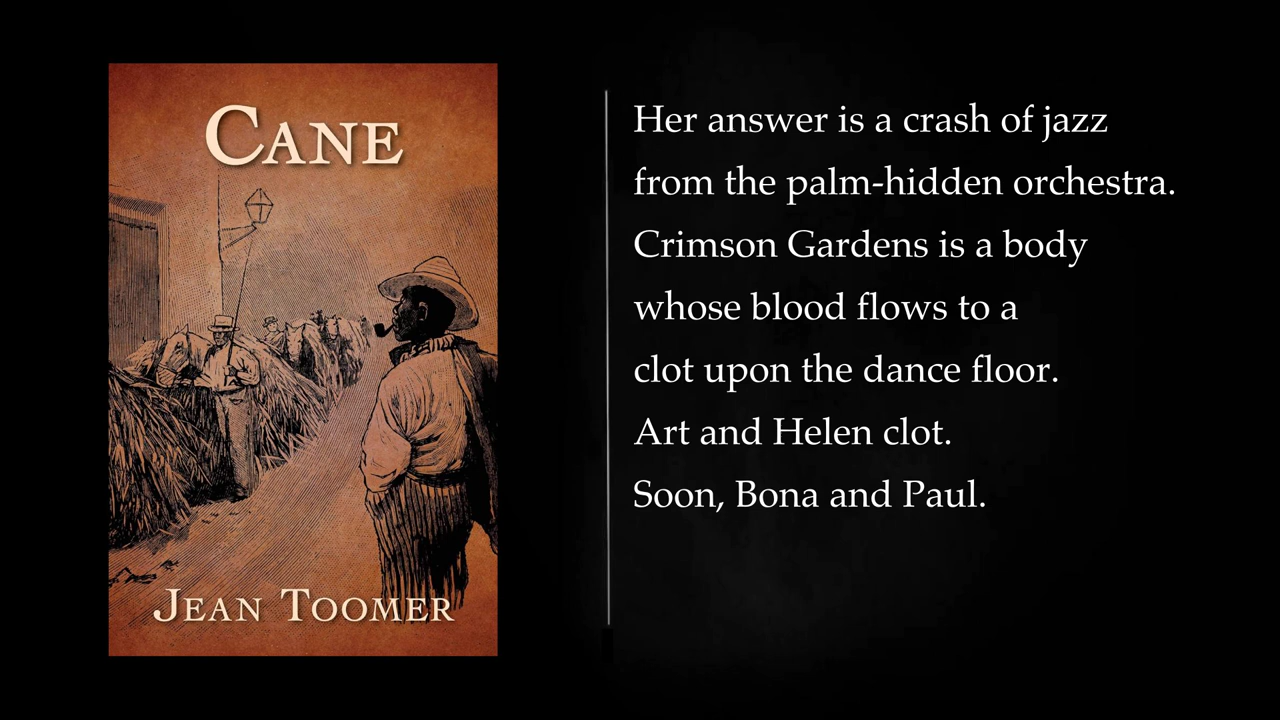 CANE
JEAN TOOMER
Her answer is a crash of jazz
from the palm-hidden orchestra.
Crimson Gardens is a body
whose blood flows to a
clot upon the dance floor.
Art and Helen clot.
Soon, Bona and Paul.